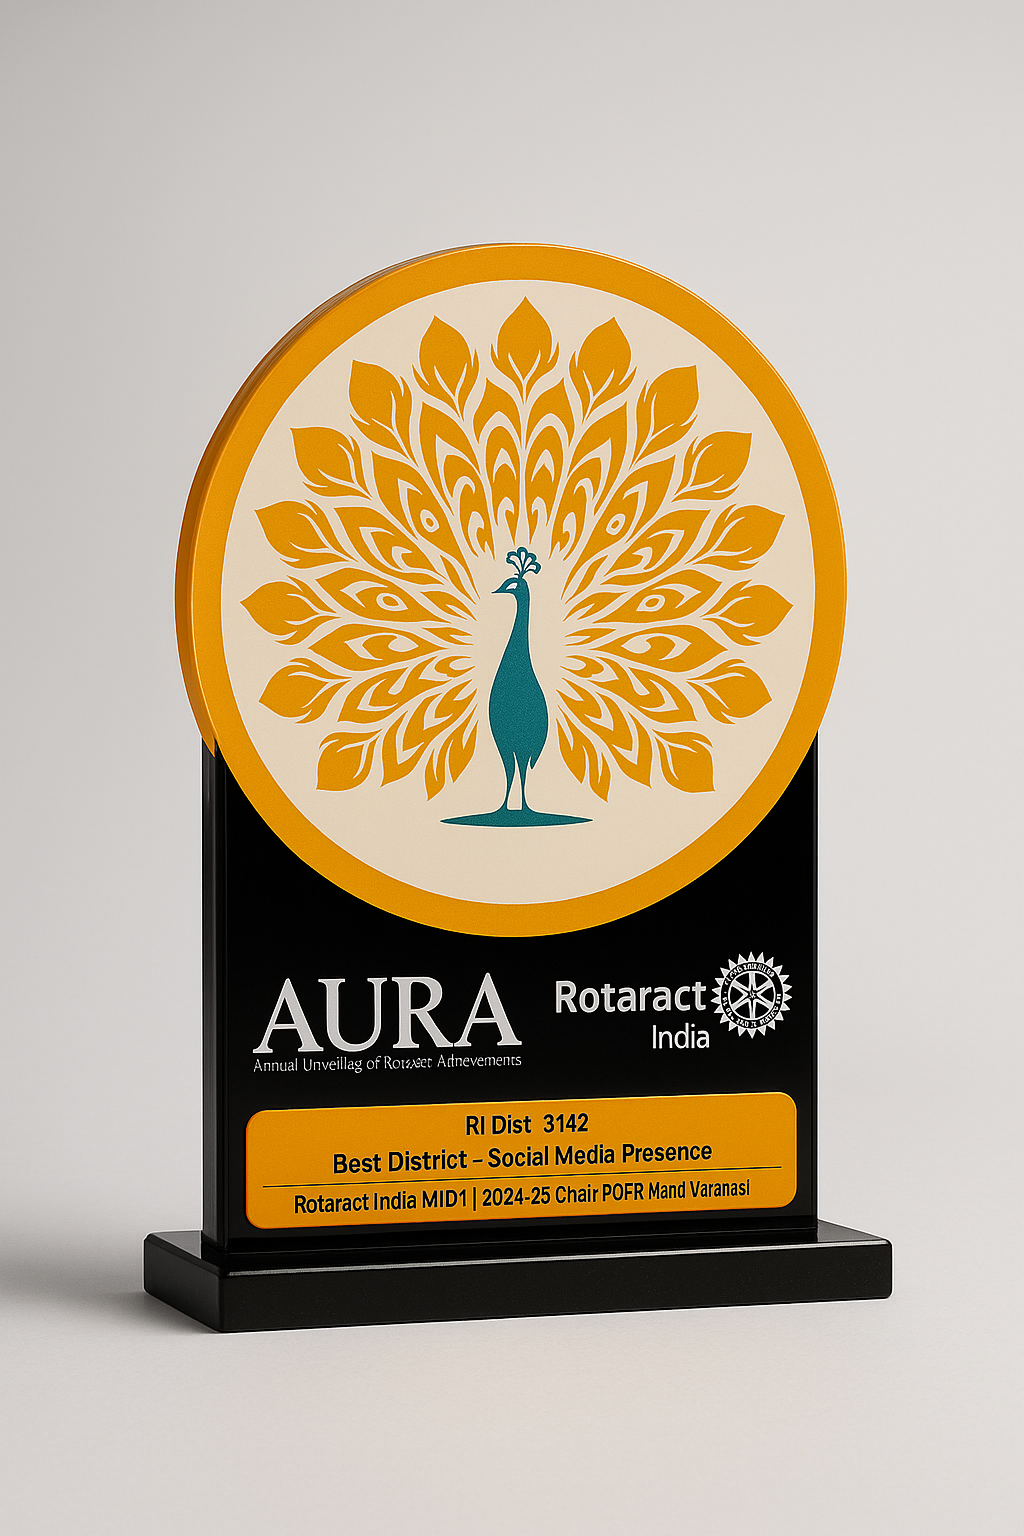 AURA
Annual Unveillag of Rotaract Adnevements
Rotaract
India
RI Dist 3142
Best District – Social Media Presence
Rotaract India MID1 | 2024-25 Chair POFR Mand Varanasi